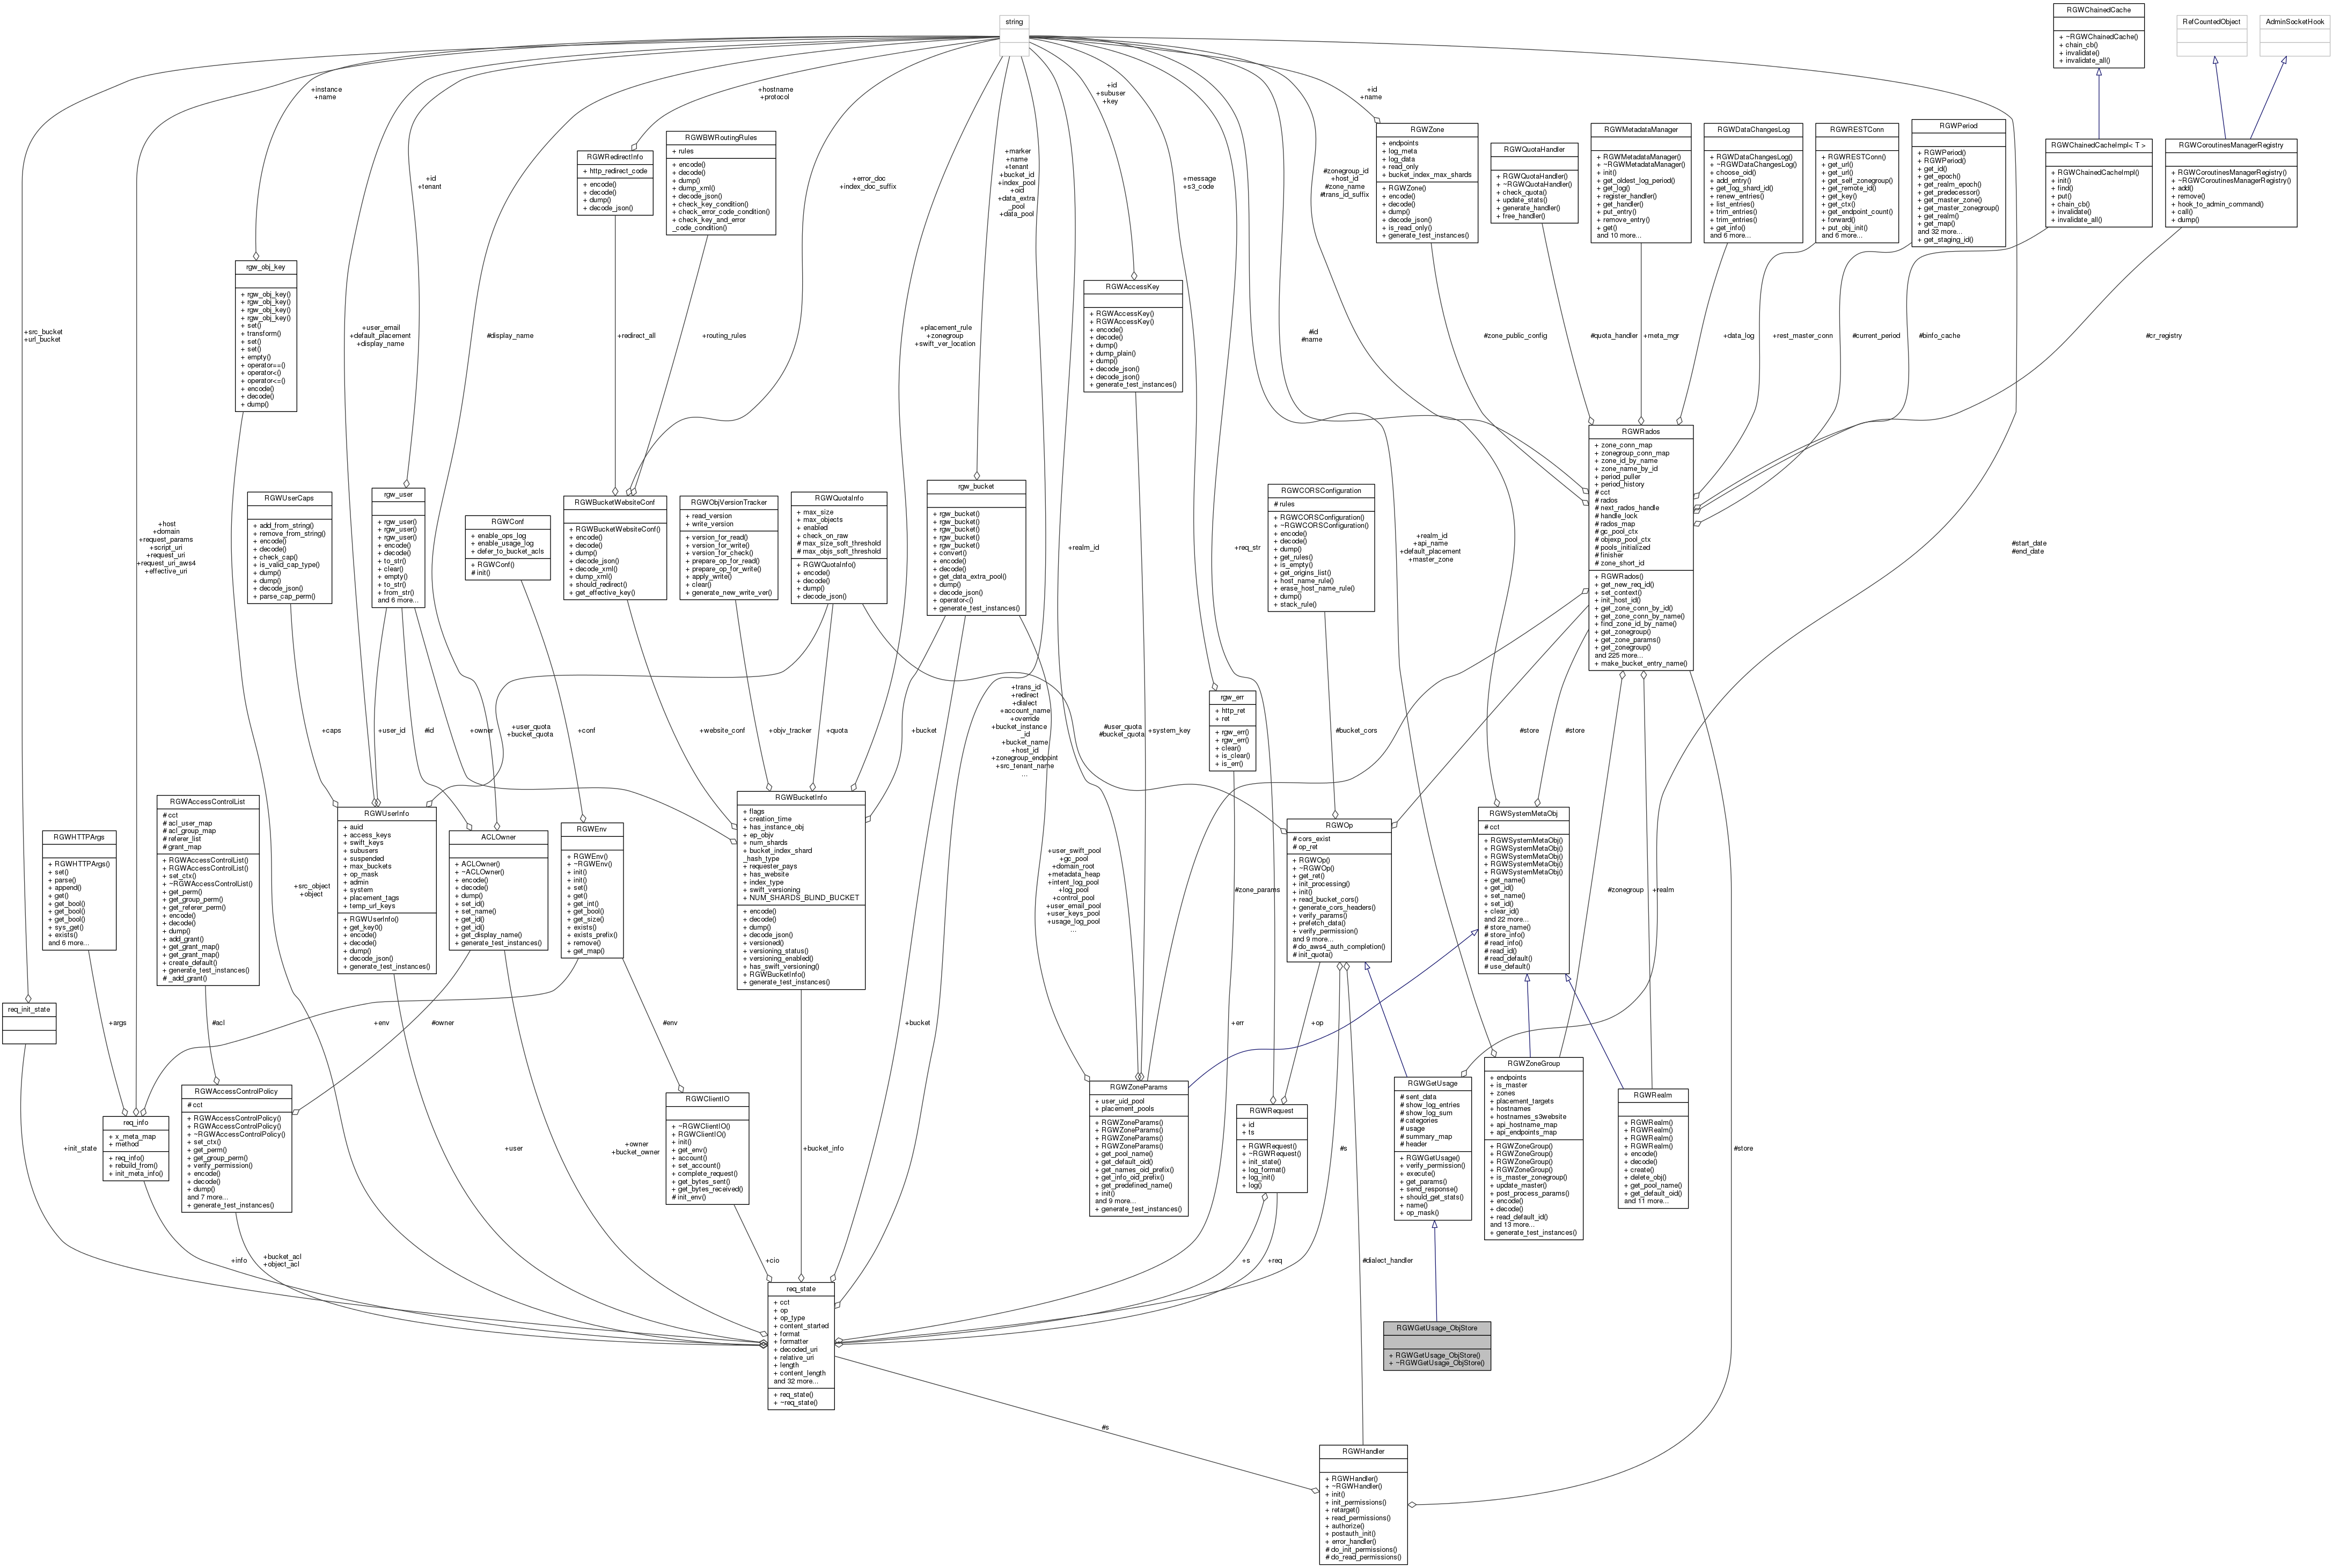 string
RGWChainedCache
+ ~RGWChainedCache()
+ chain_cb()
+ invalidate()
+ invalidate_all()
RefCountedObject
AdminSocketHook
+instance
+name
+hostname
+protocol
+id
+subuser
+key
+id
+name
RGWRedirectInfo
+ http_redirect_code
+ encode()
+ decode()
+ dump()
+ decode_json()
RGWBWRoutingRules
+ rules
+ encode()
+ decode()
+ dump()
+ dump_xml()
+ decode_json()
+ check_key_condition()
+ check_error_code_condition()
+ check_key_and_error
_code_condition()
+id
+tenant
+error_doc
+index_doc_suffix
+marker
+name
+tenant
+bucket_id
+index_pool
+oid
+data_extra
_pool
+data_pool
+message
+s3_code
#zonegroup_id
+host_id
#zone_name
#trans_id_suffix
RGWZone
+ endpoints
+ log_meta
+ log_data
+ read_only
+ bucket_index_max_shards
+ RGWZone()
+ encode()
+ decode()
+ dump()
+ decode_json()
+ is_read_only()
+ generate_test_instances()
RGWQuotaHandler
+ RGWQuotaHandler()
+ ~RGWQuotaHandler()
+ check_quota()
+ update_stats()
+ generate_handler()
+ free_handler()
RGWMetadataManager
+ RGWMetadataManager()
+ ~RGWMetadataManager()
+ init()
+ get_oldest_log_period()
+ get_log()
+ register_handler()
+ get_handler()
+ put_entry()
+ remove_entry()
+ get()
and 10 more...
RGWDataChangesLog
+ RGWDataChangesLog()
+ ~RGWDataChangesLog()
+ choose_oid()
+ add_entry()
+ get_log_shard_id()
+ renew_entries()
+ list_entries()
+ trim_entries()
+ trim_entries()
+ get_info()
and 6 more...
RGWRESTConn
+ RGWRESTConn()
+ get_url()
+ get_url()
+ get_self_zonegroup()
+ get_remote_id()
+ get_key()
+ get_ctx()
+ get_endpoint_count()
+ forward()
+ put_obj_init()
and 6 more...
RGWPeriod
+ RGWPeriod()
+ RGWPeriod()
+ get_id()
+ get_epoch()
+ get_realm_epoch()
+ get_predecessor()
+ get_master_zone()
+ get_master_zonegroup()
+ get_realm()
+ get_map()
and 32 more...
+ get_staging_id()
RGWChainedCacheImpl< T >
+ RGWChainedCacheImpl()
+ init()
+ find()
+ put()
+ chain_cb()
+ invalidate()
+ invalidate_all()
RGWCoroutinesManagerRegistry
+ RGWCoroutinesManagerRegistry()
+ ~RGWCoroutinesManagerRegistry()
+ add()
+ remove()
+ hook_to_admin_command()
+ call()
+ dump()
rgw_obj_key
+ rgw_obj_key()
+ rgw_obj_key()
+ rgw_obj_key()
+ rgw_obj_key()
+ set()
+ transform()
+ set()
+ set()
+ empty()
+ operator==()
+ operator<()
+ operator<=()
+ encode()
+ decode()
+ dump()
RGWAccessKey
+ RGWAccessKey()
+ RGWAccessKey()
+ encode()
+ decode()
+ dump()
+ dump_plain()
+ dump()
+ decode_json()
+ decode_json()
+ generate_test_instances()
+src_bucket
+url_bucket
+user_email
+default_placement
+display_name
#display_name
+redirect_all
+routing_rules
+placement_rule
+zonegroup
+swift_ver_location
#id
#name
#zone_public_config
#quota_handler
+meta_mgr
+data_log
+rest_master_conn
#current_period
#binfo_cache
#cr_registry
RGWRados
+ zone_conn_map
+ zonegroup_conn_map
+ zone_id_by_name
+ zone_name_by_id
+ period_puller
+ period_history
# cct
# rados
# next_rados_handle
# handle_lock
# rados_map
# gc_pool_ctx
# objexp_pool_ctx
# pools_initialized
# finisher
# zone_short_id
+ RGWRados()
+ get_new_req_id()
+ set_context()
+ init_host_id()
+ get_zone_conn_by_id()
+ get_zone_conn_by_name()
+ find_zone_id_by_name()
+ get_zonegroup()
+ get_zone_params()
+ get_zonegroup()
and 225 more...
+ make_bucket_entry_name()
+host
+domain
+request_params
+script_uri
+request_uri
+request_uri_aws4
+effective_uri
RGWUserCaps
+ add_from_string()
+ remove_from_string()
+ encode()
+ decode()
+ check_cap()
+ is_valid_cap_type()
+ dump()
+ dump()
+ decode_json()
+ parse_cap_perm()
rgw_user
+ rgw_user()
+ rgw_user()
+ rgw_user()
+ encode()
+ decode()
+ to_str()
+ clear()
+ empty()
+ to_str()
+ from_str()
and 6 more...
RGWConf
+ enable_ops_log
+ enable_usage_log
+ defer_to_bucket_acls
+ RGWConf()
# init()
RGWBucketWebsiteConf
+ RGWBucketWebsiteConf()
+ encode()
+ decode()
+ dump()
+ decode_json()
+ decode_xml()
+ dump_xml()
+ should_redirect()
+ get_effective_key()
RGWObjVersionTracker
+ read_version
+ write_version
+ version_for_read()
+ version_for_write()
+ version_for_check()
+ prepare_op_for_read()
+ prepare_op_for_write()
+ apply_write()
+ clear()
+ generate_new_write_ver()
RGWQuotaInfo
+ max_size
+ max_objects
+ enabled
+ check_on_raw
# max_size_soft_threshold
# max_objs_soft_threshold
+ RGWQuotaInfo()
+ encode()
+ decode()
+ dump()
+ decode_json()
rgw_bucket
+ rgw_bucket()
+ rgw_bucket()
+ rgw_bucket()
+ rgw_bucket()
+ rgw_bucket()
+ convert()
+ encode()
+ decode()
+ get_data_extra_pool()
+ dump()
+ decode_json()
+ operator<()
+ generate_test_instances()
+realm_id
+req_str
RGWCORSConfiguration
# rules
+ RGWCORSConfiguration()
+ ~RGWCORSConfiguration()
+ encode()
+ decode()
+ dump()
+ get_rules()
+ is_empty()
+ get_origins_list()
+ host_name_rule()
+ erase_host_name_rule()
+ dump()
+ stack_rule()
+realm_id
+api_name
+default_placement
+master_zone
#start_date
#end_date
+caps
+user_id
#id
+owner
+user_quota
+bucket_quota
+conf
+website_conf
+objv_tracker
+quota
+bucket
+trans_id
+redirect
+dialect
+account_name
+override
+bucket_instance
_id
+bucket_name
+host_id
+zonegroup_endpoint
+src_tenant_name
...
#user_quota
#bucket_quota
+system_key
rgw_err
+ http_ret
+ ret
+ rgw_err()
+ rgw_err()
+ clear()
+ is_clear()
+ is_err()
#bucket_cors
#store
#store
RGWHTTPArgs
+ RGWHTTPArgs()
+ set()
+ parse()
+ append()
+ get()
+ get_bool()
+ get_bool()
+ get_bool()
+ sys_get()
+ exists()
and 6 more...
RGWAccessControlList
# cct
# acl_user_map
# acl_group_map
# referer_list
# grant_map
+ RGWAccessControlList()
+ RGWAccessControlList()
+ set_ctx()
+ ~RGWAccessControlList()
+ get_perm()
+ get_group_perm()
+ get_referer_perm()
+ encode()
+ decode()
+ dump()
+ add_grant()
+ get_grant_map()
+ get_grant_map()
+ create_default()
+ generate_test_instances()
# _add_grant()
RGWUserInfo
+ auid
+ access_keys
+ swift_keys
+ subusers
+ suspended
+ max_buckets
+ op_mask
+ admin
+ system
+ placement_tags
+ temp_url_keys
+ RGWUserInfo()
+ get_key0()
+ encode()
+ decode()
+ dump()
+ decode_json()
+ generate_test_instances()
ACLOwner
+ ACLOwner()
+ ~ACLOwner()
+ encode()
+ decode()
+ dump()
+ set_id()
+ set_name()
+ get_id()
+ get_id()
+ get_display_name()
+ generate_test_instances()
RGWEnv
+ RGWEnv()
+ ~RGWEnv()
+ init()
+ init()
+ set()
+ get()
+ get_int()
+ get_bool()
+ get_size()
+ exists()
+ exists_prefix()
+ remove()
+ get_map()
RGWBucketInfo
+ flags
+ creation_time
+ has_instance_obj
+ ep_objv
+ num_shards
+ bucket_index_shard
_hash_type
+ requester_pays
+ has_website
+ index_type
+ swift_versioning
+ NUM_SHARDS_BLIND_BUCKET
+ encode()
+ decode()
+ dump()
+ decode_json()
+ versioned()
+ versioning_status()
+ versioning_enabled()
+ has_swift_versioning()
+ RGWBucketInfo()
+ generate_test_instances()
+user_swift_pool
+gc_pool
+domain_root
+metadata_heap
+intent_log_pool
+log_pool
+control_pool
+user_email_pool
+user_keys_pool
+usage_log_pool
...
#zone_params
RGWOp
# cors_exist
# op_ret
+ RGWOp()
+ ~RGWOp()
+ get_ret()
+ init_processing()
+ init()
+ read_bucket_cors()
+ generate_cors_headers()
+ verify_params()
+ prefetch_data()
+ verify_permission()
and 9 more...
# do_aws4_auth_completion()
# init_quota()
RGWSystemMetaObj
# cct
+ RGWSystemMetaObj()
+ RGWSystemMetaObj()
+ RGWSystemMetaObj()
+ RGWSystemMetaObj()
+ RGWSystemMetaObj()
+ get_name()
+ get_id()
+ set_name()
+ set_id()
+ clear_id()
and 22 more...
# store_name()
# store_info()
# read_info()
# read_id()
# read_default()
# use_default()
#zonegroup
+realm
+src_object
+object
req_init_state
+args
#acl
+env
#owner
#env
+bucket
+err
+op
RGWAccessControlPolicy
# cct
+ RGWAccessControlPolicy()
+ RGWAccessControlPolicy()
+ ~RGWAccessControlPolicy()
+ set_ctx()
+ get_perm()
+ get_group_perm()
+ verify_permission()
+ encode()
+ decode()
+ dump()
and 7 more...
+ generate_test_instances()
req_info
+ x_meta_map
+ method
+ req_info()
+ rebuild_from()
+ init_meta_info()
RGWClientIO
+ ~RGWClientIO()
+ RGWClientIO()
+ init()
+ get_env()
+ account()
+ set_account()
+ complete_request()
+ get_bytes_sent()
+ get_bytes_received()
# init_env()
RGWZoneParams
+ user_uid_pool
+ placement_pools
+ RGWZoneParams()
+ RGWZoneParams()
+ RGWZoneParams()
+ RGWZoneParams()
+ get_pool_name()
+ get_default_oid()
+ get_names_oid_prefix()
+ get_info_oid_prefix()
+ get_predefined_name()
+ init()
and 9 more...
+ generate_test_instances()
RGWRequest
+ id
+ ts
+ RGWRequest()
+ ~RGWRequest()
+ init_state()
+ log_format()
+ log_init()
+ log()
RGWGetUsage
# sent_data
# show_log_entries
# show_log_sum
# categories
# usage
# summary_map
# header
+ RGWGetUsage()
+ verify_permission()
+ execute()
+ get_params()
+ send_response()
+ should_get_stats()
+ name()
+ op_mask()
RGWZoneGroup
+ endpoints
+ is_master
+ zones
+ placement_targets
+ hostnames
+ hostnames_s3website
+ api_hostname_map
+ api_endpoints_map
+ RGWZoneGroup()
+ RGWZoneGroup()
+ RGWZoneGroup()
+ RGWZoneGroup()
+ is_master_zonegroup()
+ update_master()
+ post_process_params()
+ encode()
+ decode()
+ read_default_id()
and 13 more...
+ generate_test_instances()
RGWRealm
+ RGWRealm()
+ RGWRealm()
+ RGWRealm()
+ RGWRealm()
+ encode()
+ decode()
+ create()
+ delete_obj()
+ get_pool_name()
+ get_default_oid()
and 11 more...
+init_state
+user
+owner
+bucket_owner
+bucket_info
#s
#store
+info
+bucket_acl
+object_acl
+cio
+s
+req
#dialect_handler
req_state
+ cct
+ op
+ op_type
+ content_started
+ format
+ formatter
+ decoded_uri
+ relative_uri
+ length
+ content_length
and 32 more...
+ req_state()
+ ~req_state()
RGWGetUsage_ObjStore
+ RGWGetUsage_ObjStore()
+ ~RGWGetUsage_ObjStore()
#s
RGWHandler
+ RGWHandler()
+ ~RGWHandler()
+ init()
+ init_permissions()
+ retarget()
+ read_permissions()
+ authorize()
+ postauth_init()
+ error_handler()
# do_init_permissions()
# do_read_permissions()